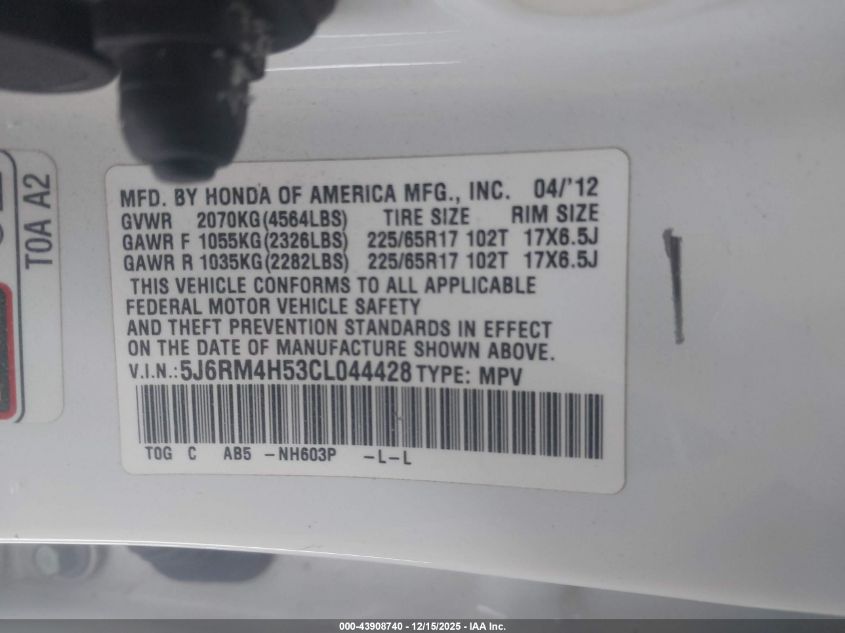 MFD. BY HONDA OF AMERICA MFG., INC. 04/'12
GVWR 2070KG(4564LBS) TIRE SIZE RIM SIZE
GAWR F 1055KG(2326LBS) 225/65R17 102T 17X6.5J
GAWR R 1035KG(2282LBS) 225/65R17 102T 17X6.5J
THIS VEHICLE CONFORMS TO ALL APPLICABLE
FEDERAL MOTOR VEHICLE SAFETY
AND THEFT PREVENTION STANDARDS IN EFFECT
ON THE DATE OF MANUFACTURE SHOWN ABOVE.
V.I.N.:5J6RM4H53CL044428 TYPE: MPV
TOG C AB5 -NH603P -L-L
TOA A2
000-43908740 - 12/15/2025 - IAA Inc.